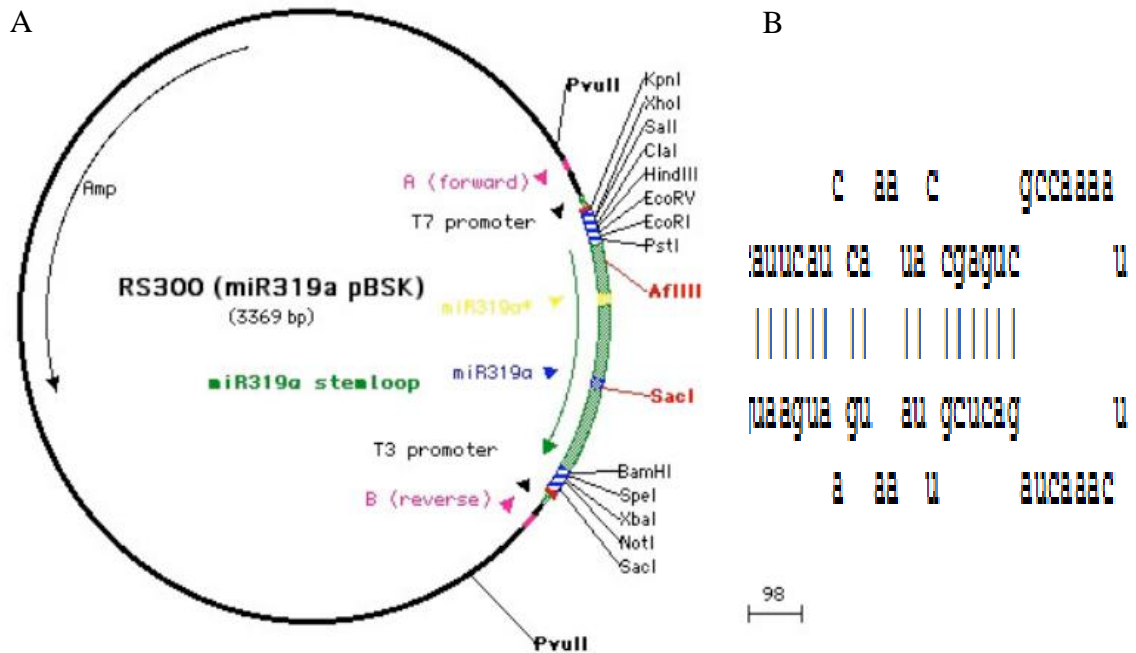 A
B
PvuII
KpnI
XhoI
SalI
ClaI
HindIII
EcoRV
EcoRI
PstI
AflIII
Amp
A (forward)
T7 promoter
RS300 (miR319a pBSK)
(3369 bp)
miR319a*
miR319a
miR319a stemloop
SacI
T3 promoter
B (reverse)
BamHI
SpeI
XbaI
NotI
SacI
PvuII
c aa c gccaaaa
auucau ca ua cgaguc u
|||||| || || ||||||
uaagua gu au gcucag u
a aa u aucaaac
98